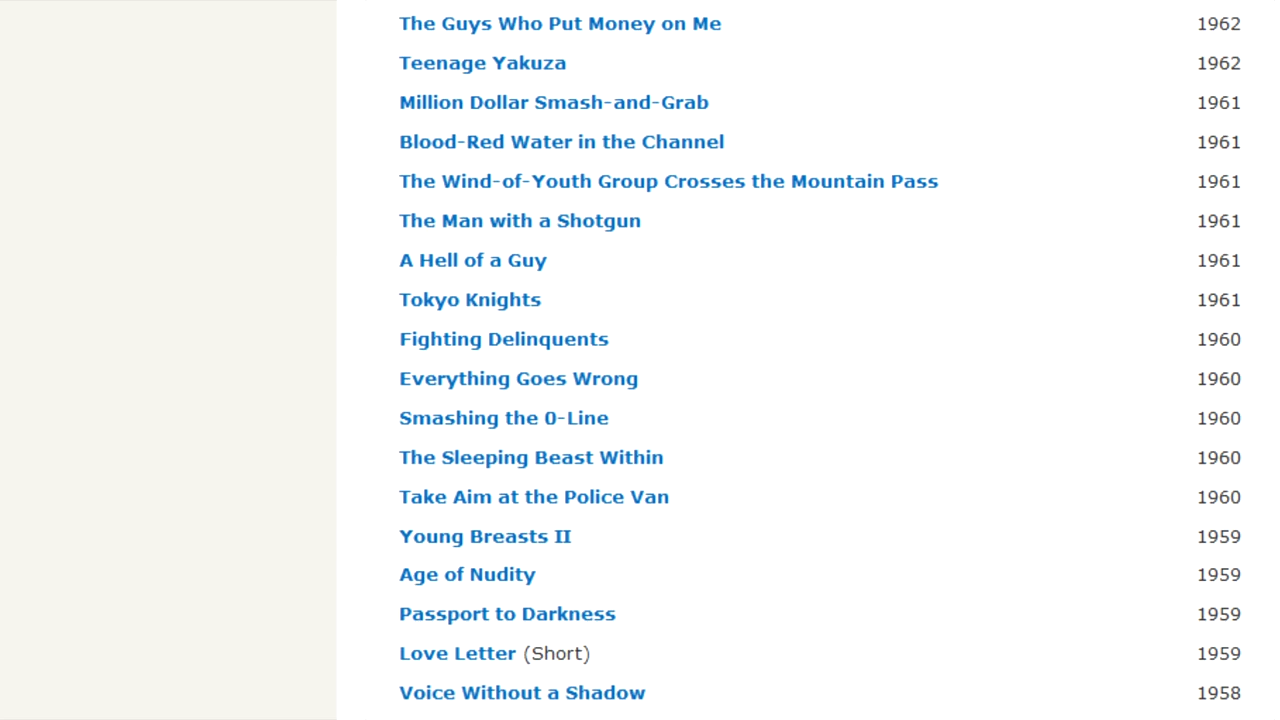 The Guys Who Put Money on Me 1962
Teenage Yakuza 1962
Million Dollar Smash-and-Grab 1961
Blood-Red Water in the Channel 1961
The Wind-of-Youth Group Crosses the Mountain Pass 1961
The Man with a Shotgun 1961
A Hell of a Guy 1961
Tokyo Knights 1961
Fighting Delinquents 1960
Everything Goes Wrong 1960
Smashing the 0-Line 1960
The Sleeping Beast Within 1960
Take Aim at the Police Van 1960
Young Breasts II 1959
Age of Nudity 1959
Passport to Darkness 1959
Love Letter (Short) 1959
Voice Without a Shadow 1958